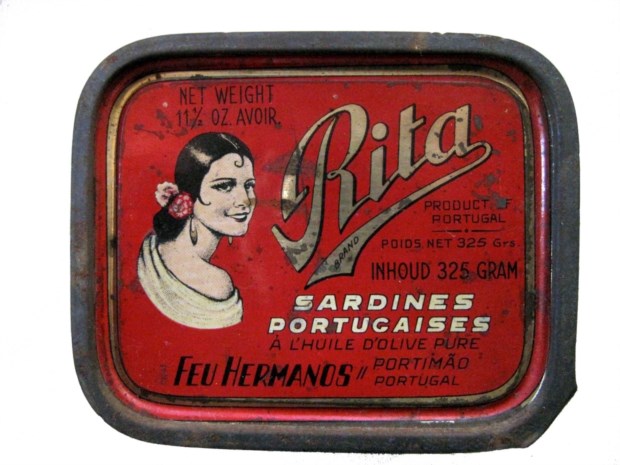 NET WEIGHT
11½ OZ. AVOIR.
Rita
BRAND
PRODUCT OF
PORTUGAL
POIDS NET 325 Grs
INHOUD 325 GRAM
SARDINES
PORTUGAISES
À L'HUILE D'OLIVE PURE
FEU HERMANOS // PORTIMÃO
PORTUGAL